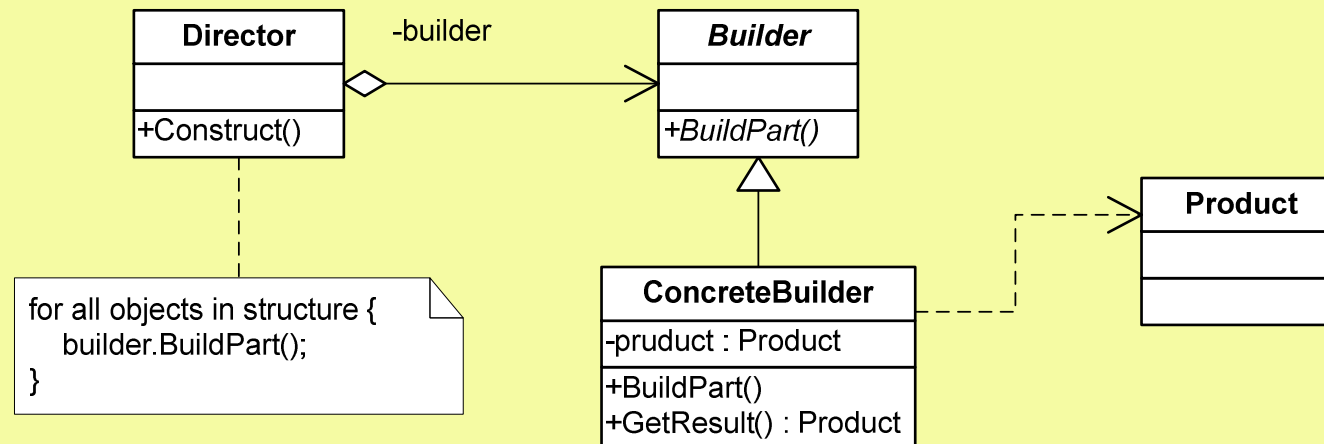 Director
-builder
Builder
+Construct()
+BuildPart()
Product
for all objects in structure {
builder.BuildPart();
}
ConcreteBuilder
-pruduct : Product
+BuildPart()
+GetResult() : Product